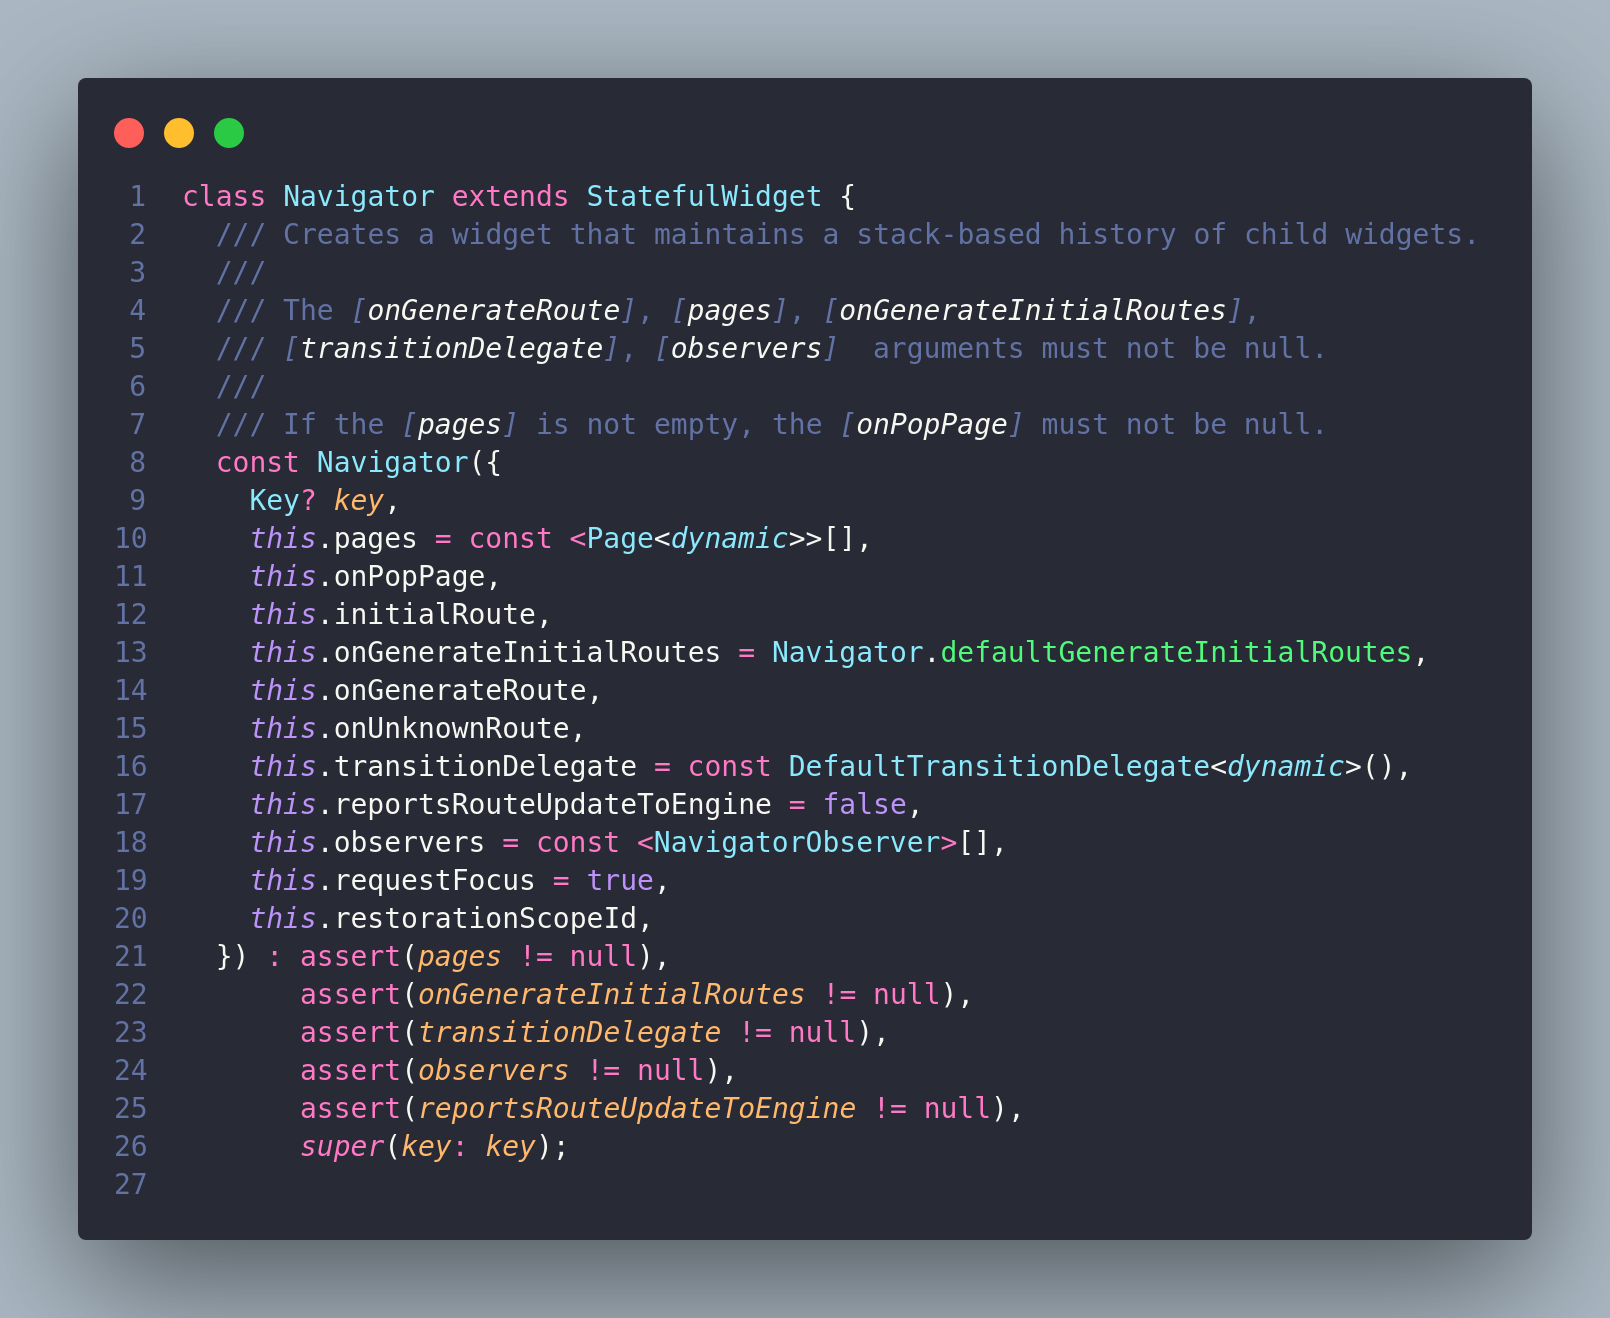 1 class Navigator extends StatefulWidget {
2   /// Creates a widget that maintains a stack-based history of child widgets.
3   ///
4   /// The [onGenerateRoute], [pages], [onGenerateInitialRoutes],
5   /// [transitionDelegate], [observers]  arguments must not be null.
6   ///
7   /// If the [pages] is not empty, the [onPopPage] must not be null.
8   const Navigator({
9     Key? key,
10     this.pages = const <Page<dynamic>>[],
11     this.onPopPage,
12     this.initialRoute,
13     this.onGenerateInitialRoutes = Navigator.defaultGenerateInitialRoutes,
14     this.onGenerateRoute,
15     this.onUnknownRoute,
16     this.transitionDelegate = const DefaultTransitionDelegate<dynamic>(),
17     this.reportsRouteUpdateToEngine = false,
18     this.observers = const <NavigatorObserver>[],
19     this.requestFocus = true,
20     this.restorationScopeId,
21   }) : assert(pages != null),
22        assert(onGenerateInitialRoutes != null),
23        assert(transitionDelegate != null),
24        assert(observers != null),
25        assert(reportsRouteUpdateToEngine != null),
26        super(key: key);
27